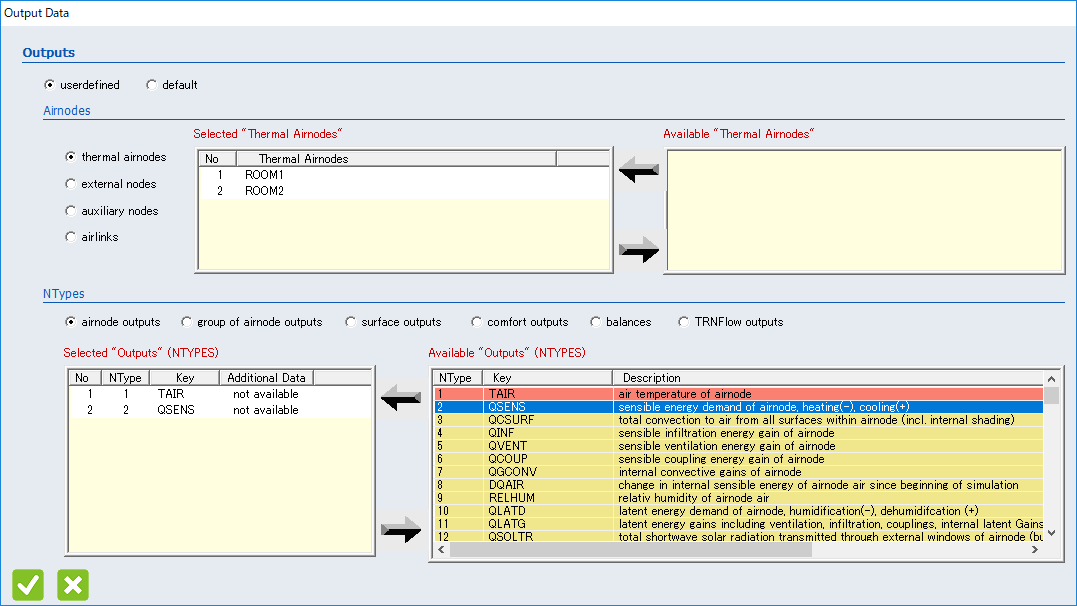 Output Data
Outputs
userdefined default
Airnodes
Selected "Thermal Airnodes" Available "Thermal Airnodes"
thermal airnodes
external nodes
auxiliary nodes
airlinks
No Thermal Airnodes
1 ROOM1
2 ROOM2
NTypes
airnode outputs group of airnode outputs surface outputs comfort outputs balances TRNFlow outputs
Selected "Outputs" (NTYPES) Available "Outputs" (NTYPES)
No NType Key Additional Data
1 1 TAIR not available
2 2 QSENS not available
NType Key Description
1 TAIR air temperature of airnode
2 QSENS sensible energy demand of airnode, heating(-), cooling(+)
3 QCSURF total convection to air from all surfaces within airnode (incl. internal shading)
4 QINF sensible infiltration energy gain of airnode
5 QVENT sensible ventilation energy gain of airnode
6 QCOUP sensible coupling energy gain of airnode
7 QGCONV internal convective gains of airnode
8 DQAIR change in internal sensible energy of airnode air since beginning of simulation
9 RELHUM relativ humidity of airnode air
10 QLATD latent energy demand of airnode, humidification(-), dehumidifcation (+)
11 QLATG latent energy gains including ventilation, infiltration, couplings, internal latent Gains
12 QSOLTR total shortwave solar radiation transmitted through external windows of airnode (bu